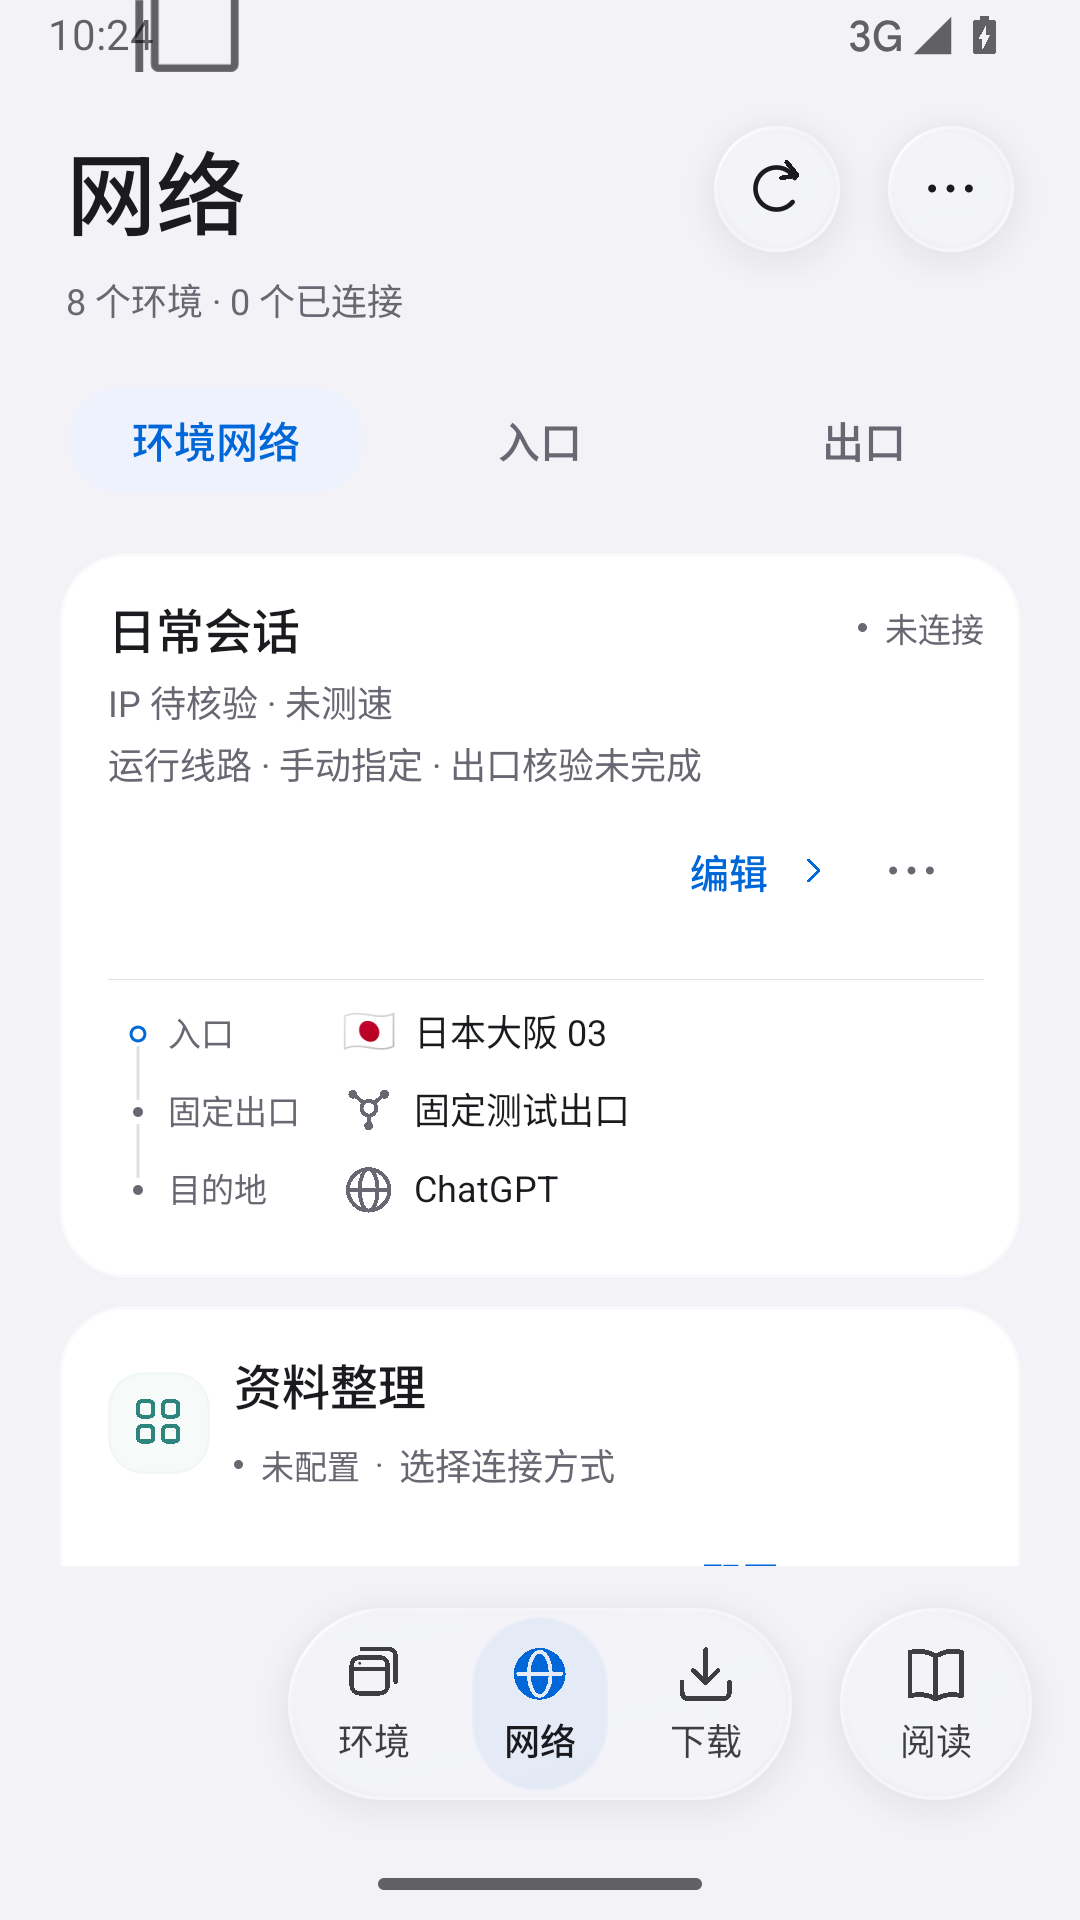 10:24
3G
网络
8 个环境 · 0 个已连接
环境网络
入口
出口
日常会话
• 未连接
IP 待核验 · 未测速
运行线路 · 手动指定 · 出口核验未完成
编辑
入口 日本大阪 03
固定出口 固定测试出口
目的地 ChatGPT
资料整理
• 未配置 · 选择连接方式
环境
网络
下载
阅读